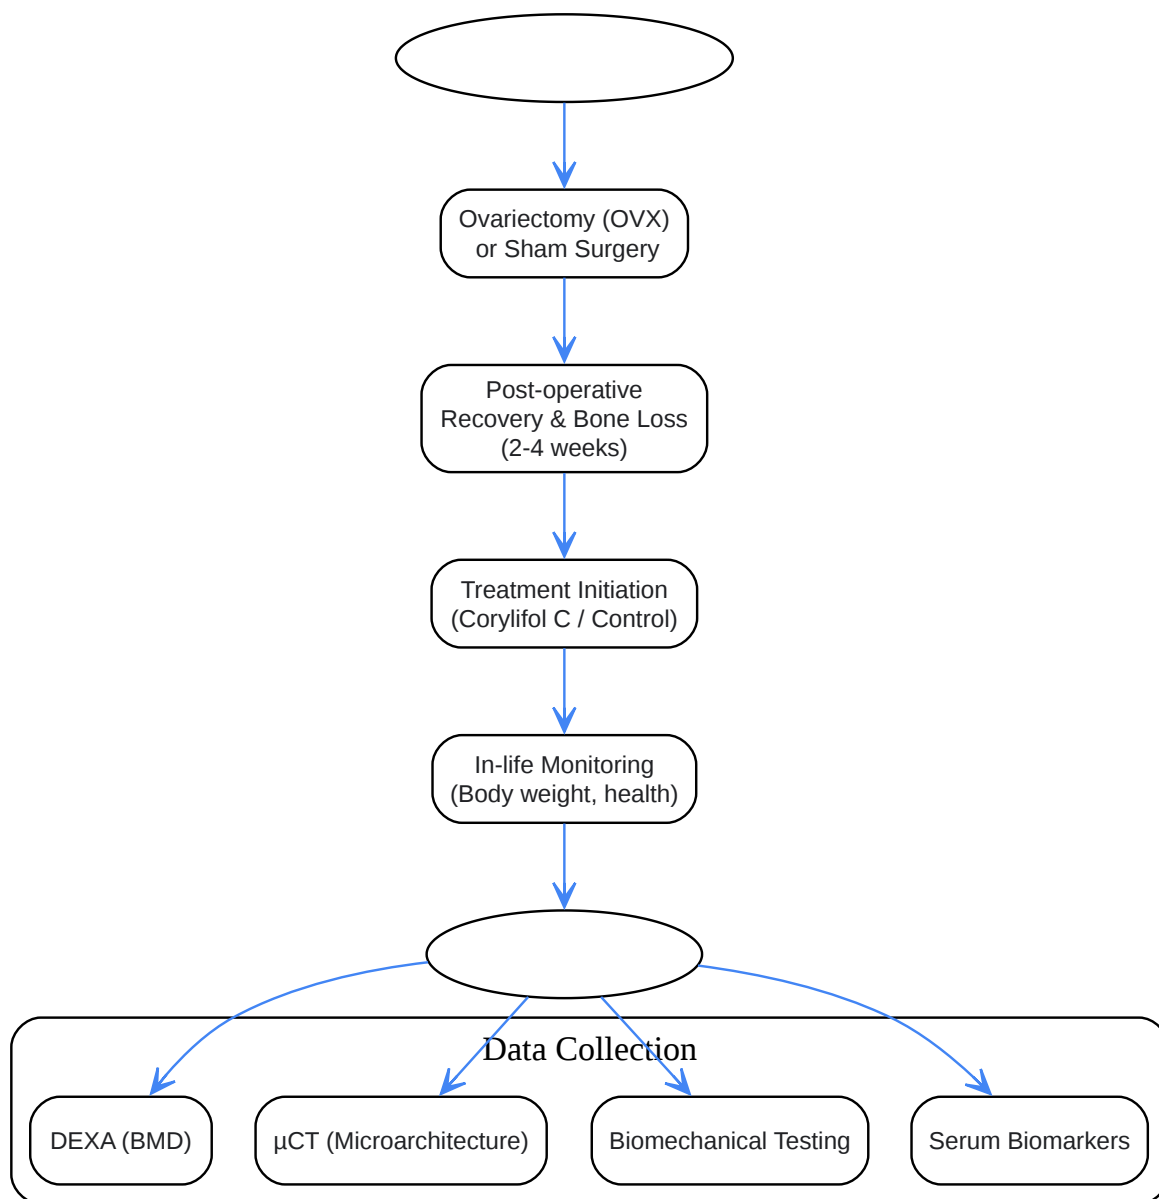 Ovariectomy (OVX)
or Sham Surgery
Post-operative
Recovery & Bone Loss
(2-4 weeks)
Treatment Initiation
(Corylifol C / Control)
In-life Monitoring
(Body weight, health)
Data Collection
DEXA (BMD)
µCT (Microarchitecture)
Biomechanical Testing
Serum Biomarkers